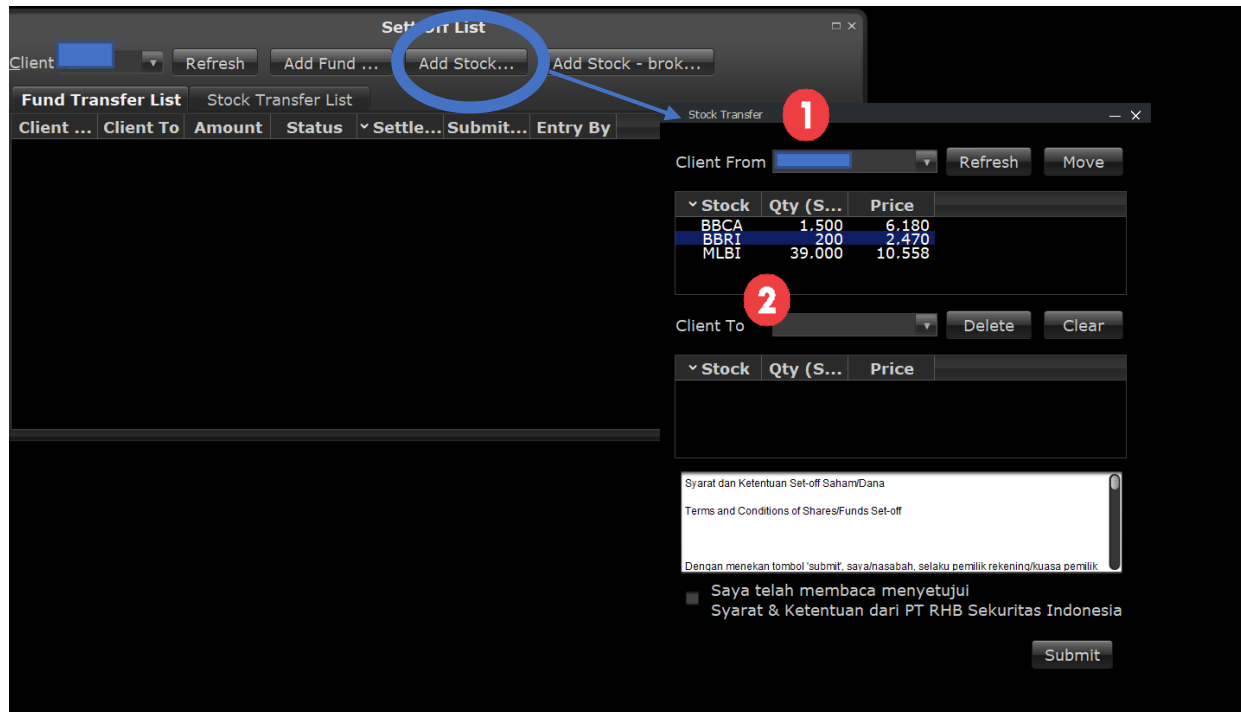 Sett-Off List
Client Refresh Add Fund ... Add Stock... Add Stock - brok...
Fund Transfer List Stock Transfer List
Client ... Client To Amount Status Settle... Submit... Entry By
Stock Transfer
1
Client From Refresh Move
Stock Qty (S... Price
BBCA 1,500 6,180
BBRI 200 2,470
MLBI 39,000 10,558
2
Client To Delete Clear
Stock Qty (S... Price
Syarat dan Ketentuan Set-off Saham/Dana
Terms and Conditions of Shares/Funds Set-off
Dengan menekan tombol 'submit', saya/nasabah, selaku pemilik rekening/kuasa pemilik
Saya telah membaca menyetujui
Syarat & Ketentuan dari PT RHB Sekuritas Indonesia
Submit